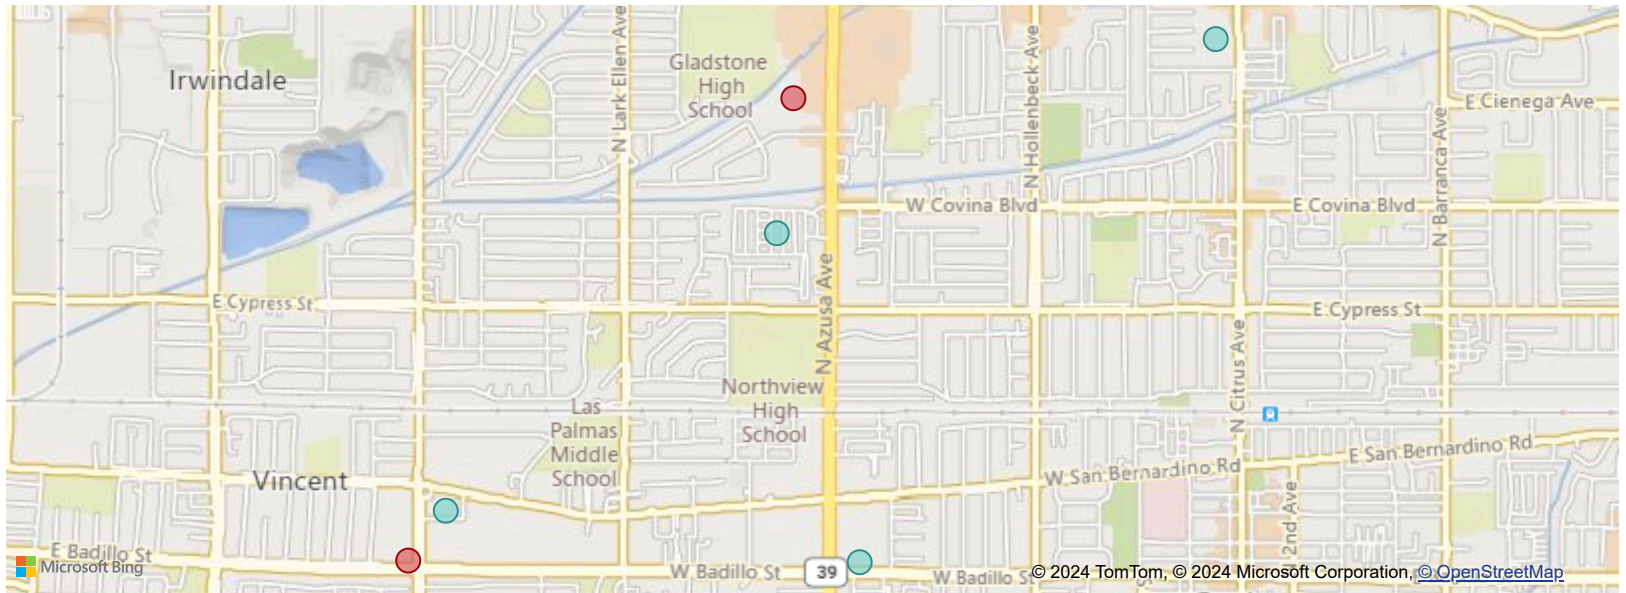 Irwindale
Gladstone
High
School
N Lark Ellen Ave
N Hollenbeck Ave
E Cienega Ave
N Barranca Ave
W Covina Blvd
E Covina Blvd
E Cypress St
N Azusa Ave
E Cypress St
N Citrus Ave
Northview
High
School
Las
Palmas
Middle
School
Vincent
W San Bernardino Rd
E San Bernardino Rd
2nd Ave
E Badillo St
Microsoft Bing
W Badillo St
39
W Badillo St
© 2024 TomTom, © 2024 Microsoft Corporation, © OpenStreetMap